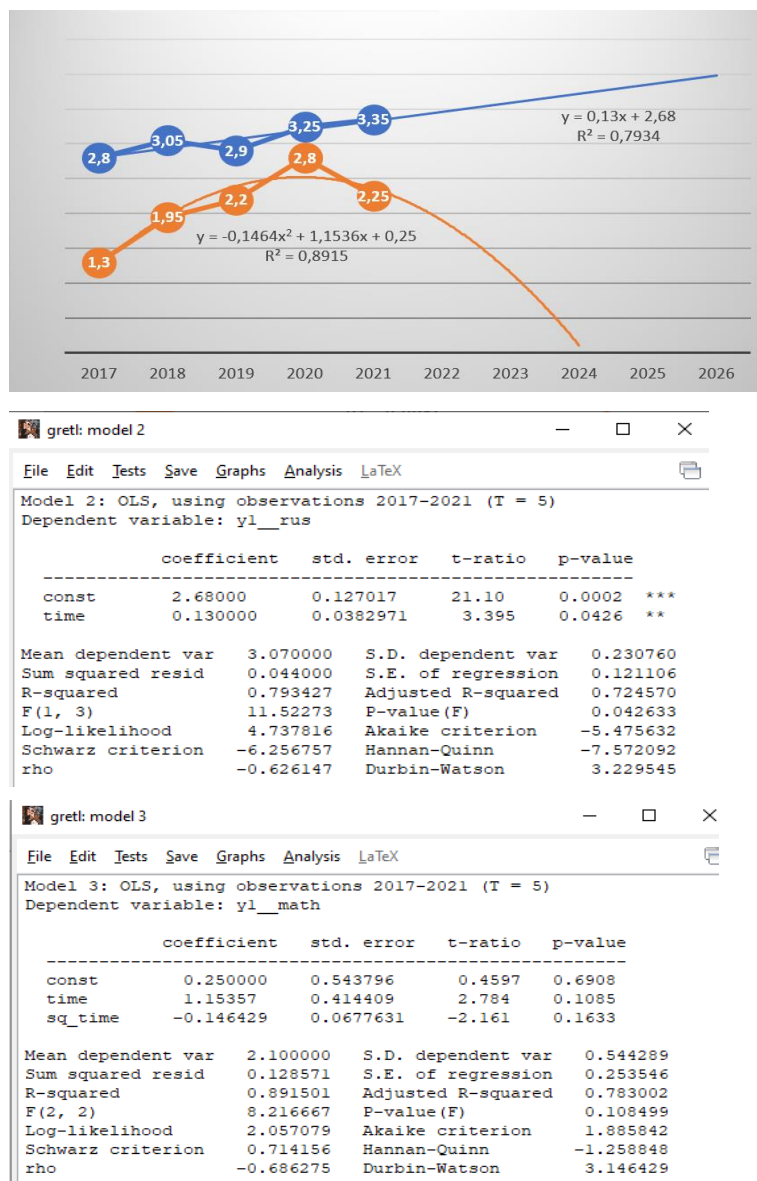 3,25
3,35
3,05
2,8
2,9
2,8
y = 0,13x + 2,68
R² = 0,7934
1,95
2,2
2,25
1,3
y = -0,1464x² + 1,1536x + 0,25
R² = 0,8915
2017 2018 2019 2020 2021 2022 2023 2024 2025 2026
gretl: model 2
File Edit Tests Save Graphs Analysis LaTeX
Model 2: OLS, using observations 2017-2021 (T = 5)
Dependent variable: y1__rus
coefficient std. error t-ratio p-value
const 2.68000 0.127017 21.10 0.0002 ***
time 0.130000 0.0382971 3.395 0.0426 **
Mean dependent var 3.070000 S.D. dependent var 0.230760
Sum squared resid 0.044000 S.E. of regression 0.121106
R-squared 0.793427 Adjusted R-squared 0.724570
F(1, 3) 11.52273 P-value(F) 0.042633
Log-likelihood 4.737816 Akaike criterion -5.475632
Schwarz criterion -6.256757 Hannan-Quinn -7.572092
rho -0.626147 Durbin-Watson 3.229545
gretl: model 3
File Edit Tests Save Graphs Analysis LaTeX
Model 3: OLS, using observations 2017-2021 (T = 5)
Dependent variable: y1__math
coefficient std. error t-ratio p-value
const 0.250000 0.543796 0.4597 0.6908
time 1.15357 0.414409 2.784 0.1085
sq_time -0.146429 0.0677631 -2.161 0.1633
Mean dependent var 2.100000 S.D. dependent var 0.544289
Sum squared resid 0.128571 S.E. of regression 0.253546
R-squared 0.891501 Adjusted R-squared 0.783002
F(2, 2) 8.216667 P-value(F) 0.108499
Log-likelihood 2.057079 Akaike criterion 1.885842
Schwarz criterion 0.714156 Hannan-Quinn -1.258848
rho -0.686275 Durbin-Watson 3.146429